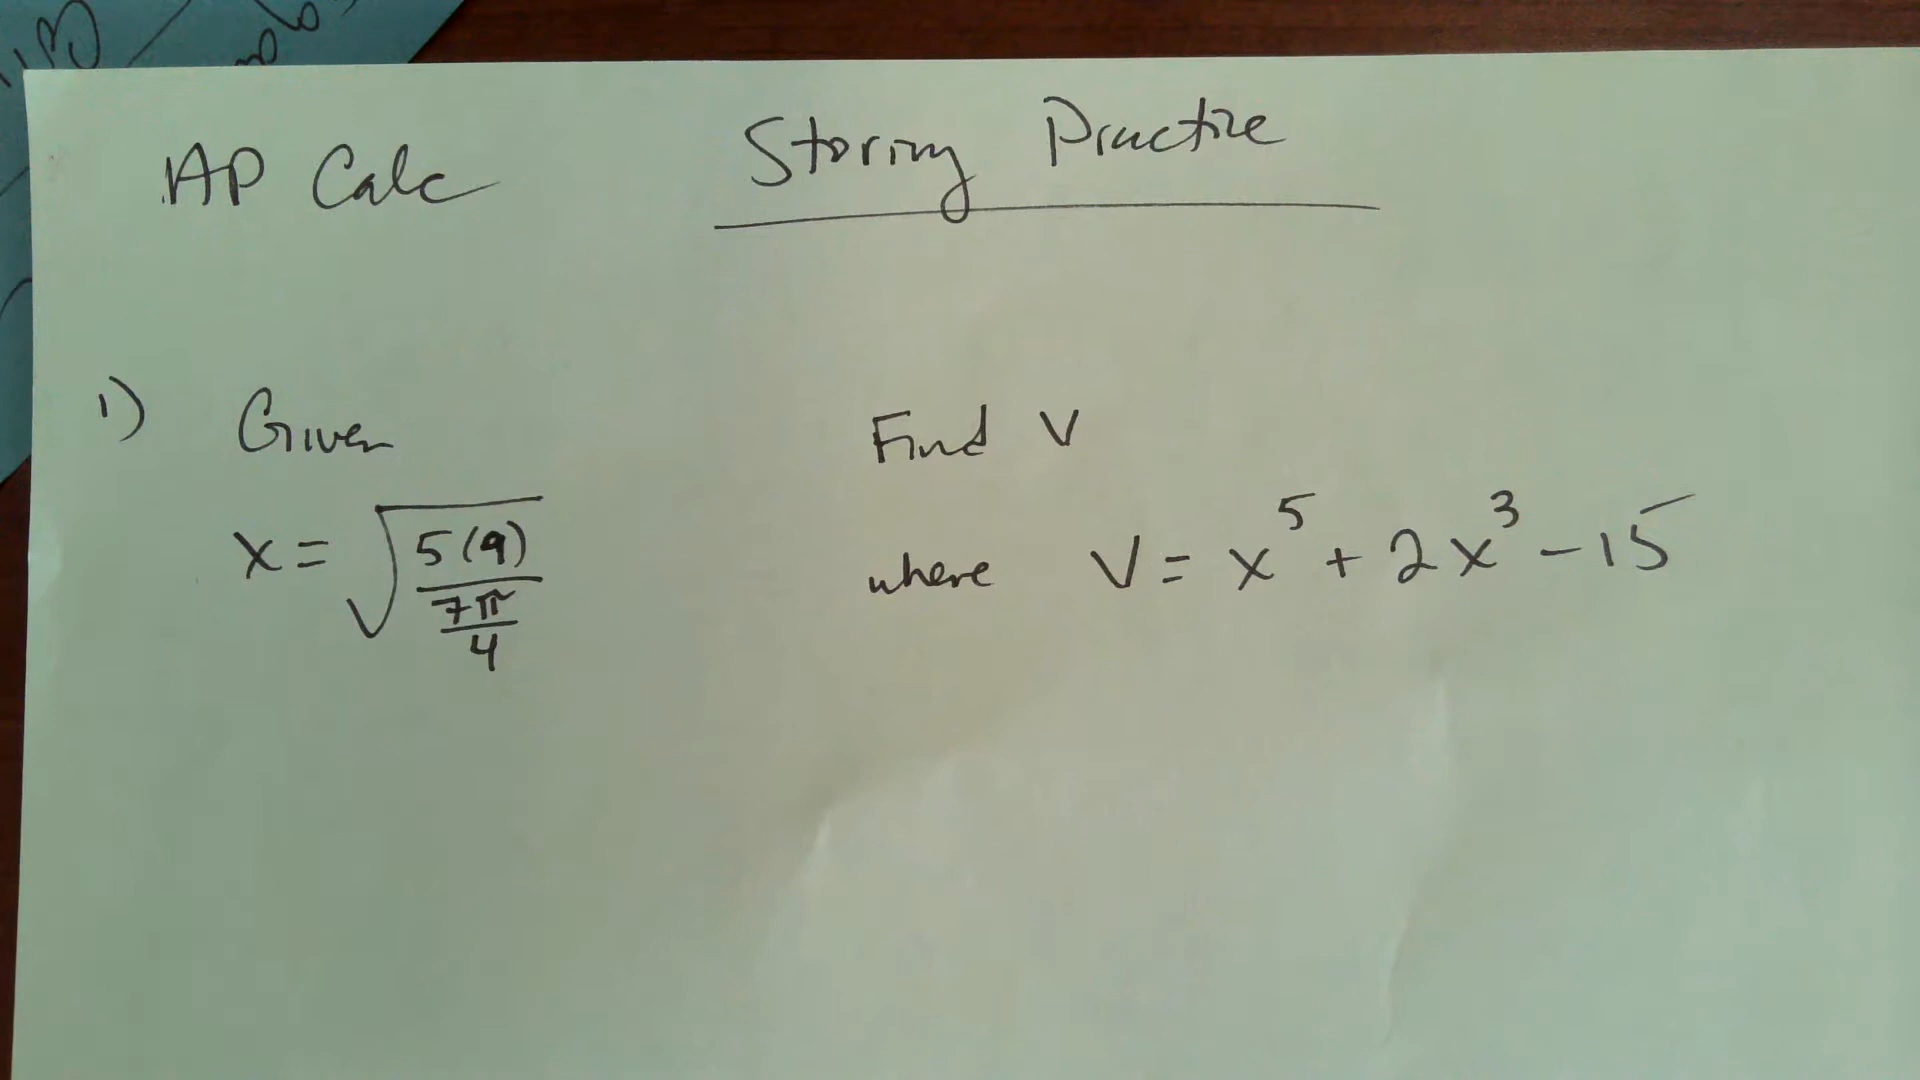 AP Calc
Storing Practice
1) Given
x = √(5(9) / (7π/4))
Find V
where V = x⁵ + 2x³ - 15